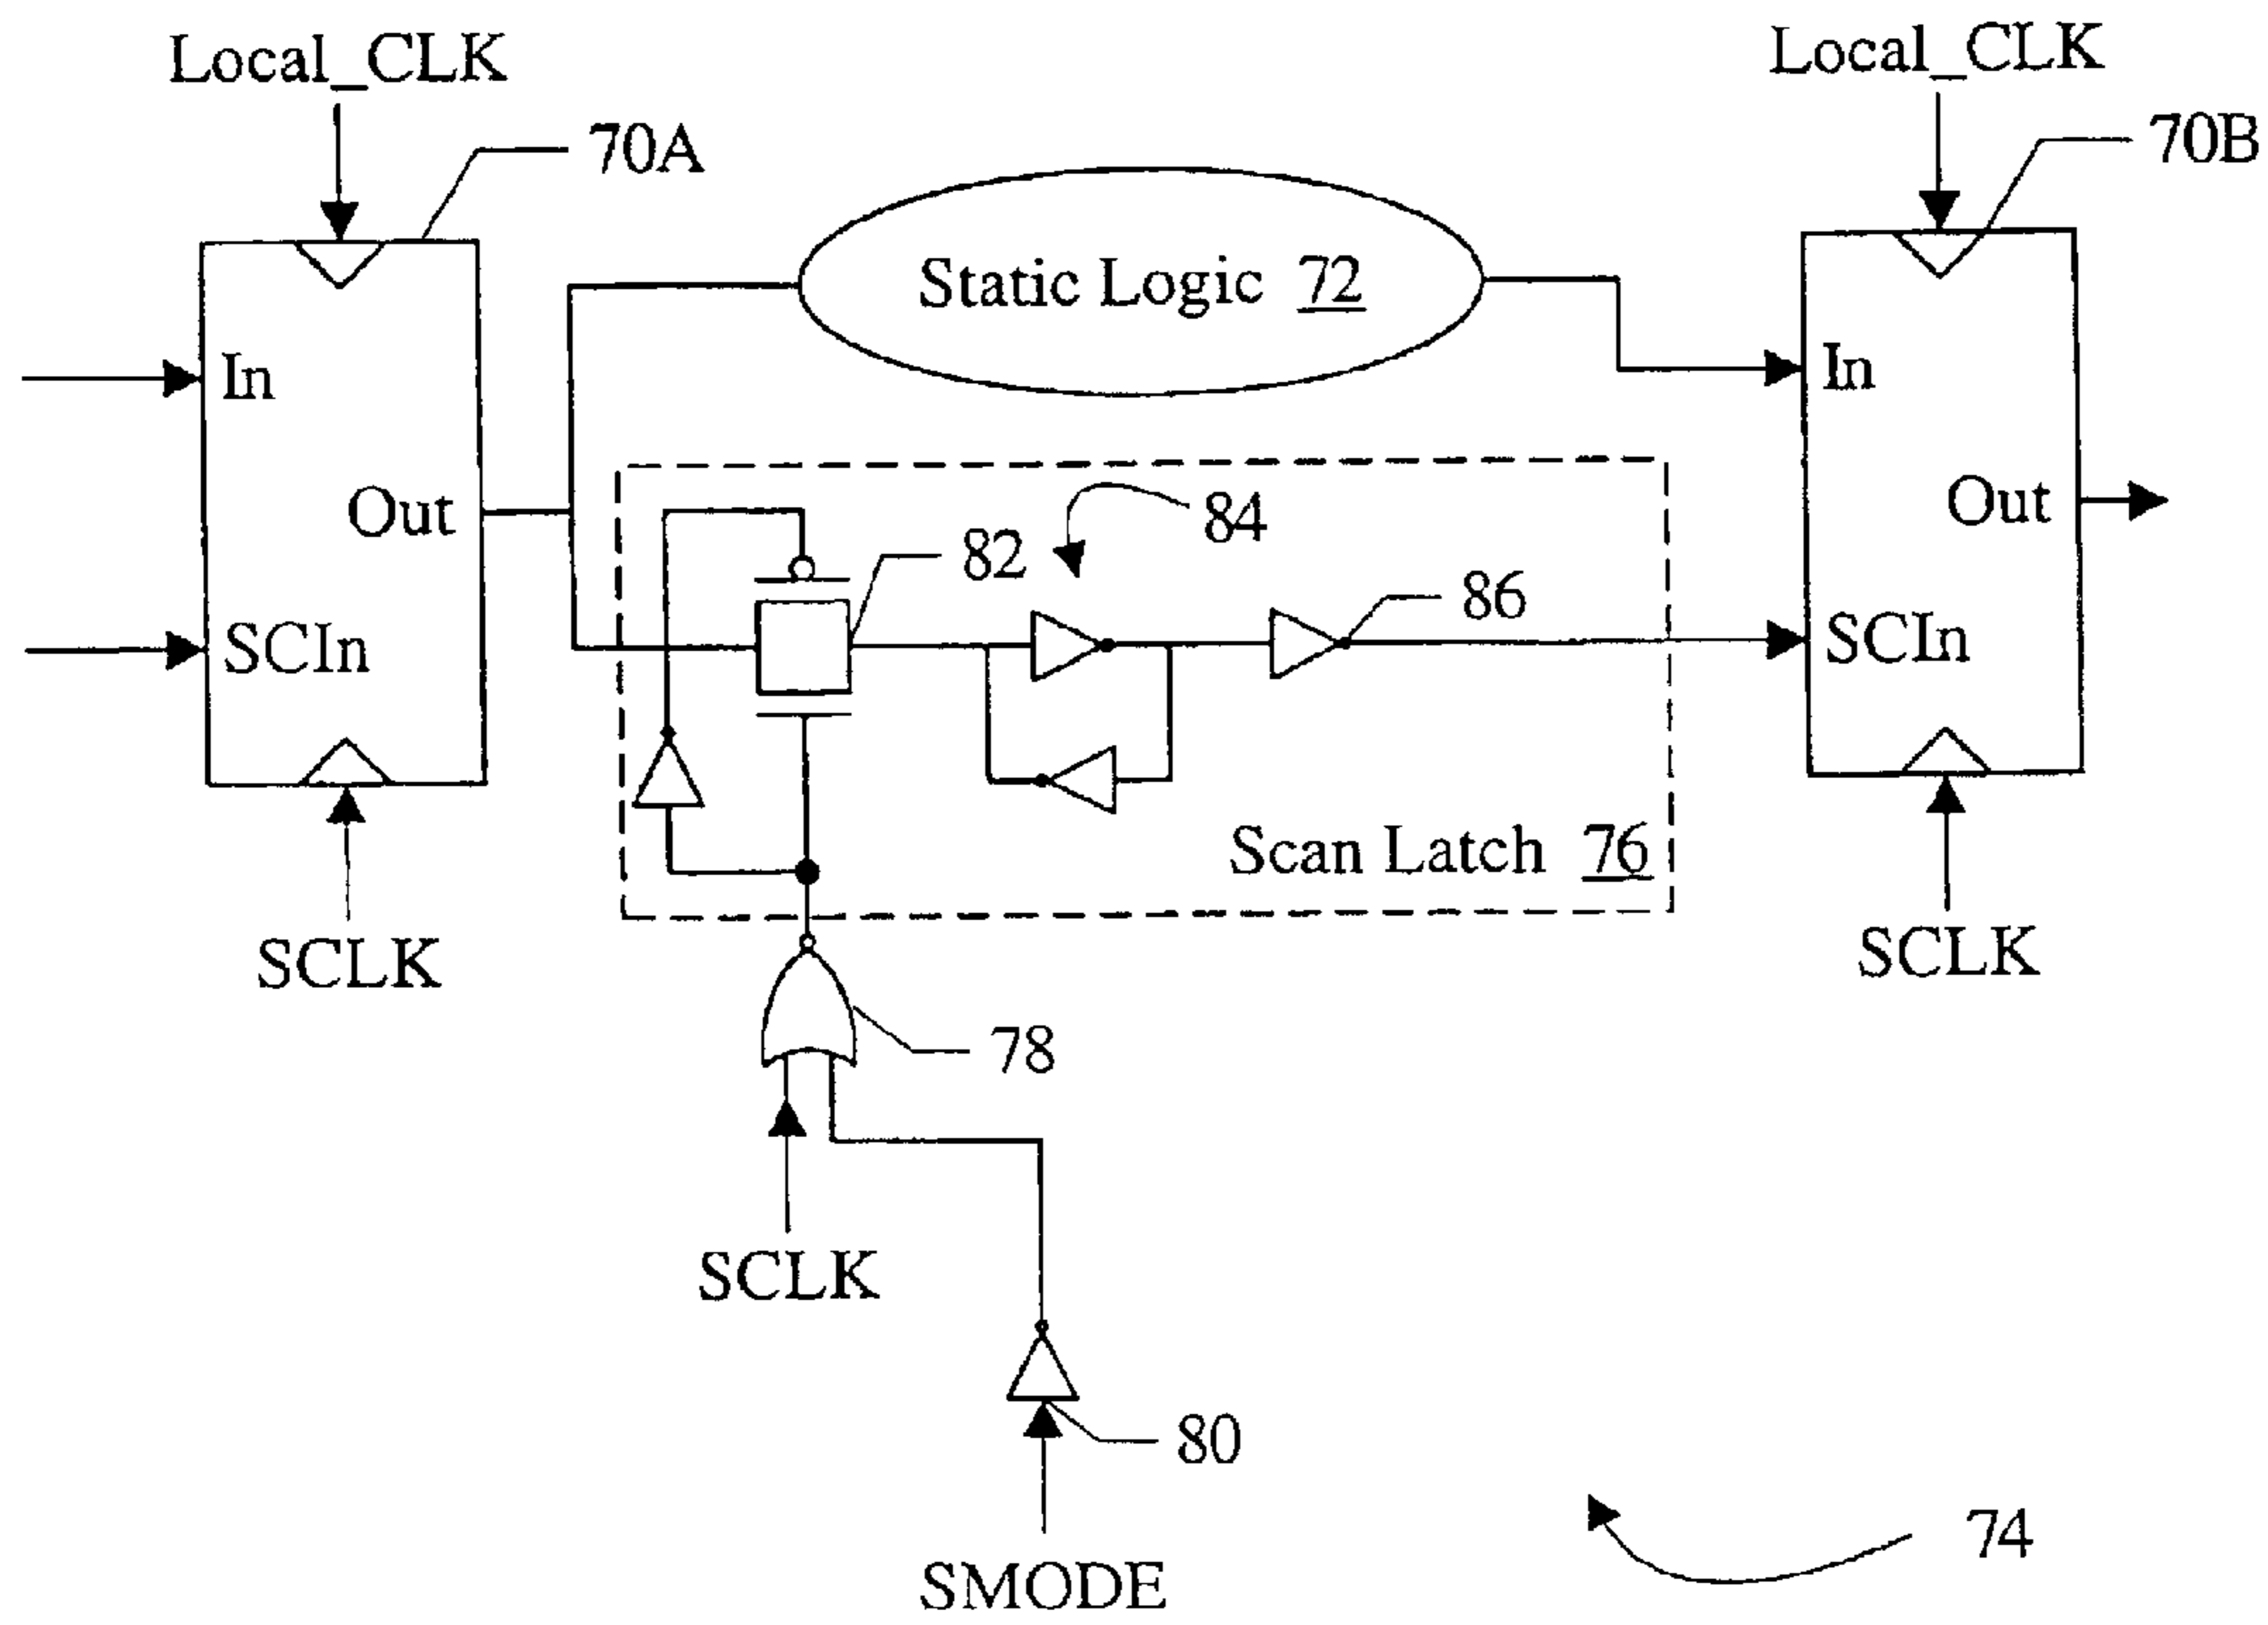 Local_CLK
Local_CLK
70A
70B
Static Logic 72
In
In
Out
Out
84
82
86
SCIn
SCIn
Scan Latch 76
SCLK
SCLK
78
SCLK
80
SMODE
74